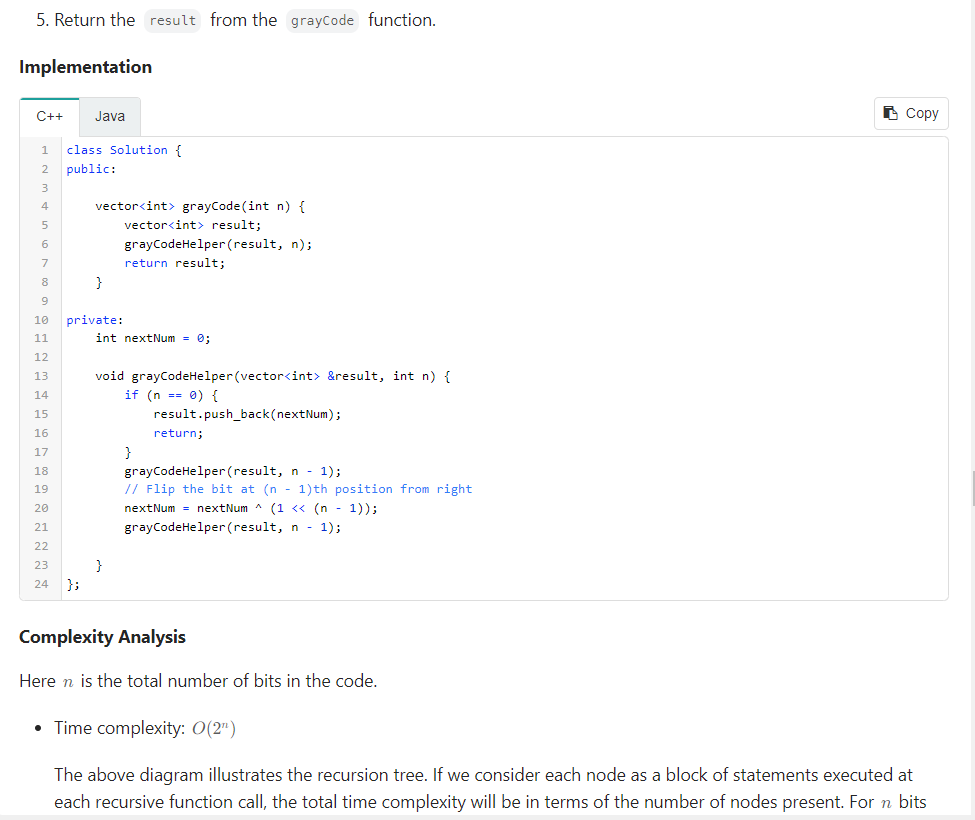 5. Return the result from the grayCode function.
Implementation
C++ Java Copy
1 class Solution {
2 public:
3
4     vector<int> grayCode(int n) {
5         vector<int> result;
6         grayCodeHelper(result, n);
7         return result;
8     }
9
10 private:
11     int nextNum = 0;
12
13     void grayCodeHelper(vector<int> &result, int n) {
14         if (n == 0) {
15             result.push_back(nextNum);
16             return;
17         }
18         grayCodeHelper(result, n - 1);
19         // Flip the bit at (n - 1)th position from right
20         nextNum = nextNum ^ (1 << (n - 1));
21         grayCodeHelper(result, n - 1);
22
23     }
24 };
Complexity Analysis
Here n is the total number of bits in the code.
• Time complexity: O(2ⁿ)
The above diagram illustrates the recursion tree. If we consider each node as a block of statements executed at
each recursive function call, the total time complexity will be in terms of the number of nodes present. For n bits